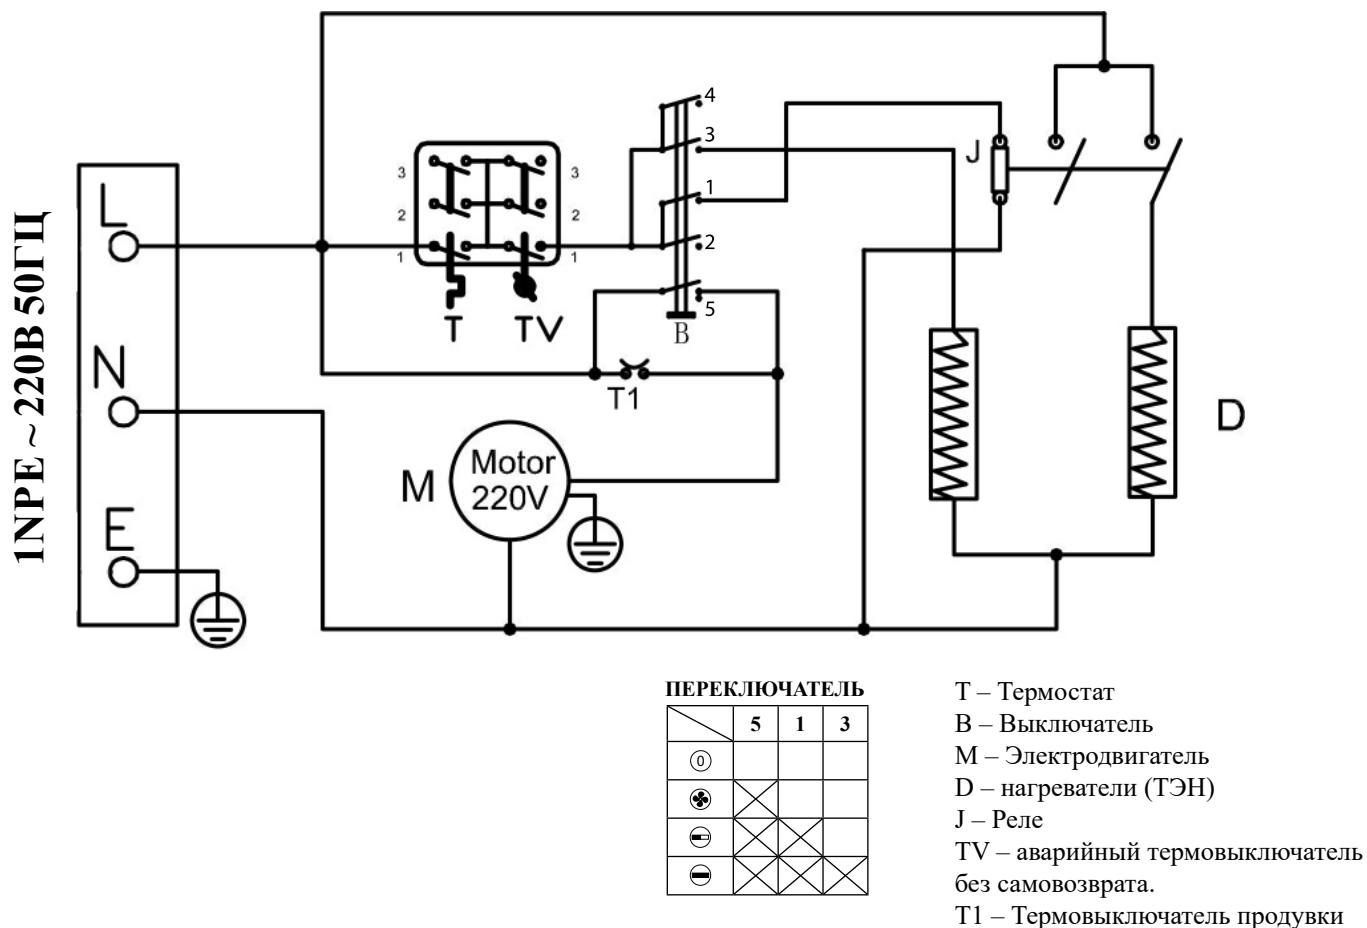 1NPE ~ 220В 50ГЦ
L
N
E
3
2
1
3
2
1
T
TV
4
3
1
2
5
B
T1
J
M
Motor
220V
D
ПЕРЕКЛЮЧАТЕЛЬ
5 1 3
0
Т – Термостат
В – Выключатель
М – Электродвигатель
D – нагреватели (ТЭН)
J – Реле
TV – аварийный термовыключатель
без самовозврата.
T1 – Термовыключатель продувки